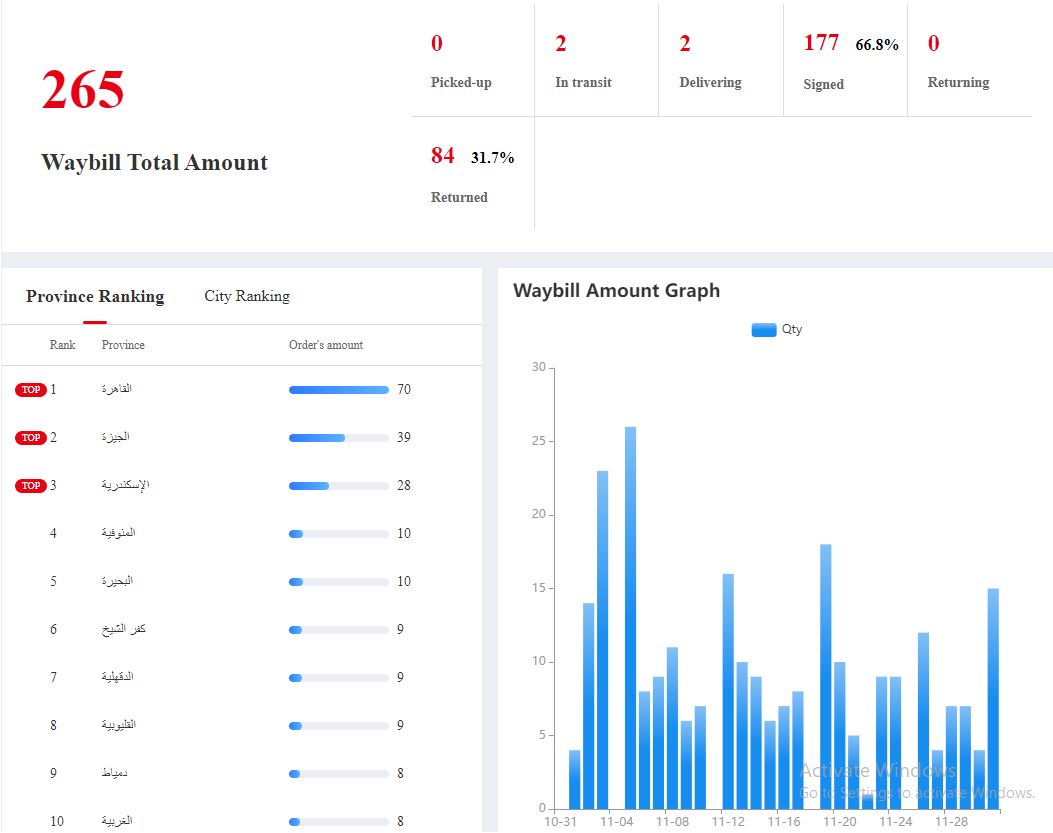 265
Waybill Total Amount
0
Picked-up
2
In transit
2
Delivering
177 66.8%
Signed
0
Returning
84 31.7%
Returned
Province Ranking City Ranking
Rank Province Order's amount
TOP 1 القاهرة 70
TOP 2 الجيزة 39
TOP 3 الإسكندرية 28
4 المنوفية 10
5 البحيرة 10
6 كفر الشيخ 9
7 الدقهلية 9
8 القليوبية 9
9 دمياط 8
10 الغربية 8
Waybill Amount Graph
Qty
30
25
20
15
10
5
0
10-31 11-04 11-08 11-12 11-16 11-20 11-24 11-28
Activate Windows
Go to Settings to activate Windows.